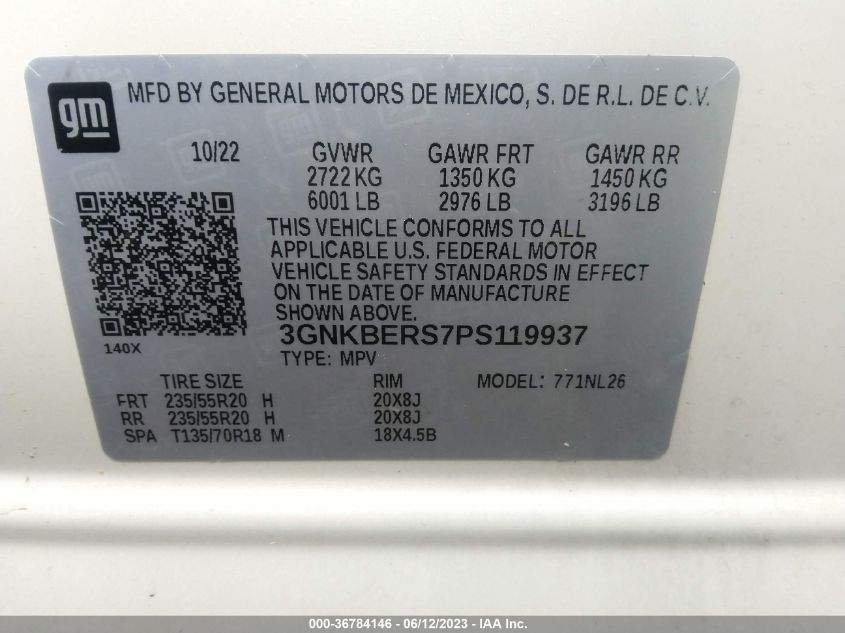 gm
MFD BY GENERAL MOTORS DE MEXICO, S. DE R.L. DE C.V.
10/22 GVWR GAWR FRT GAWR RR
2722 KG 1350 KG 1450 KG
6001 LB 2976 LB 3196 LB
THIS VEHICLE CONFORMS TO ALL
APPLICABLE U.S. FEDERAL MOTOR
VEHICLE SAFETY STANDARDS IN EFFECT
ON THE DATE OF MANUFACTURE
SHOWN ABOVE.
140X
3GNKBERS7PS119937
TYPE: MPV
TIRE SIZE RIM MODEL: 771NL26
FRT 235/55R20 H 20X8J
RR 235/55R20 H 20X8J
SPA T135/70R18 M 18X4.5B
000-36784146 - 06/12/2023 - IAA Inc.